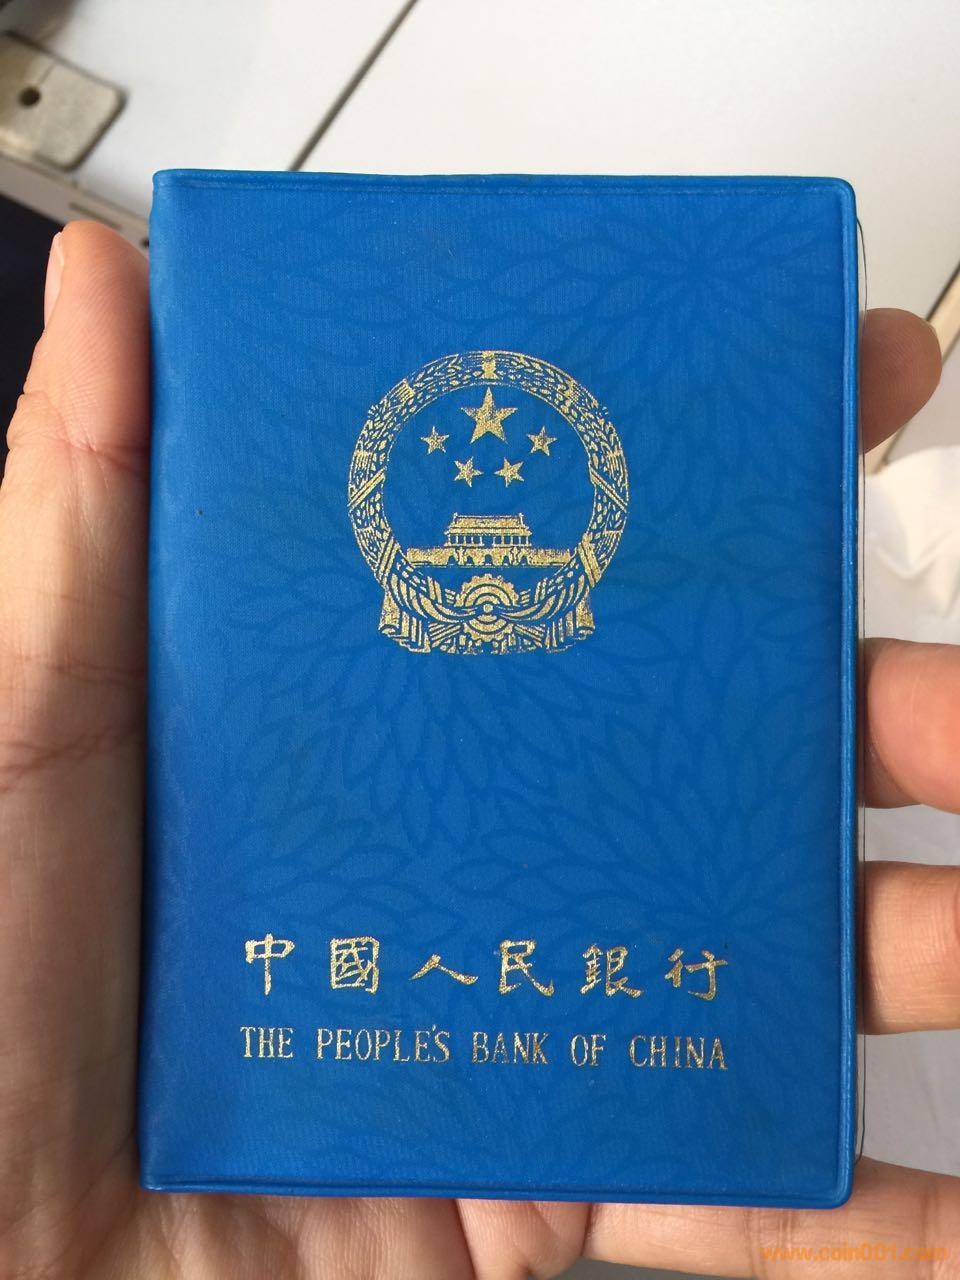 中國人民銀行
THE PEOPLE'S BANK OF CHINA
www.coin001.com